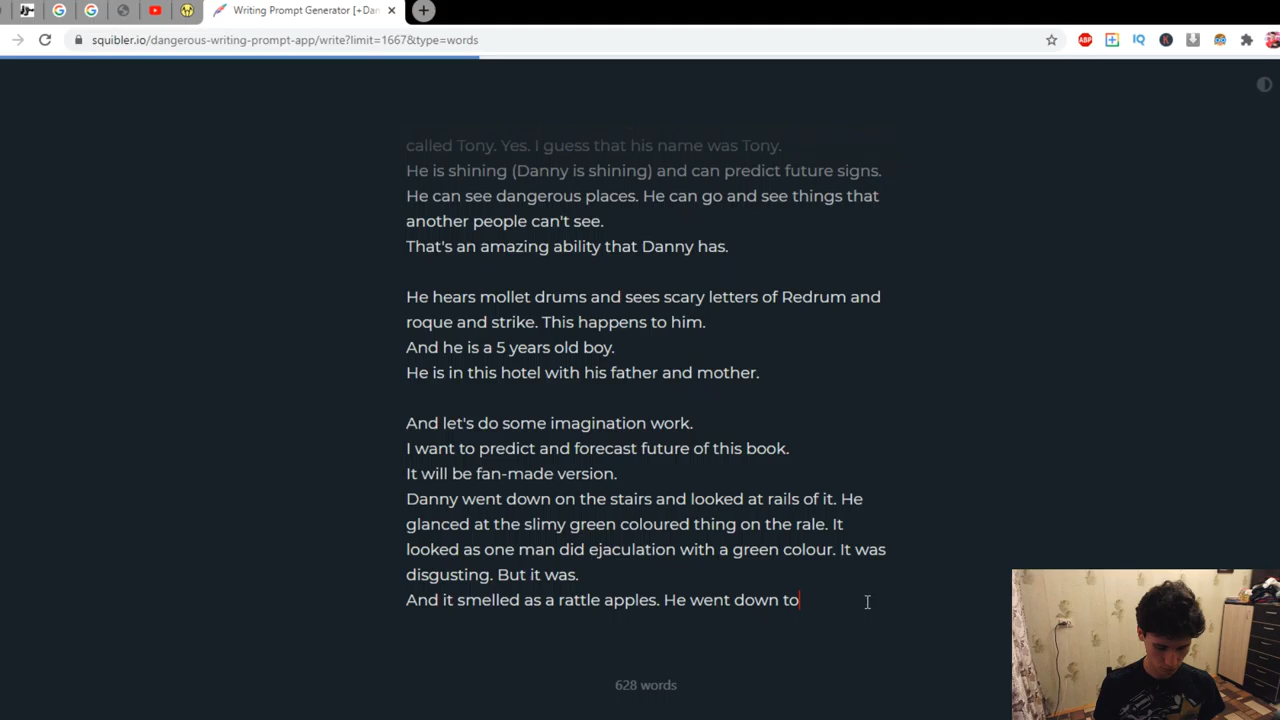 Writing Prompt Generator [+Dan
squibler.io/dangerous-writing-prompt-app/write?limit=1667&type=words
ABP
IQ
called Tony. Yes. I guess that his name was Tony.
He is shining (Danny is shining) and can predict future signs.
He can see dangerous places. He can go and see things that
another people can't see.
That's an amazing ability that Danny has.
He hears mollet drums and sees scary letters of Redrum and
roque and strike. This happens to him.
And he is a 5 years old boy.
He is in this hotel with his father and mother.
And let's do some imagination work.
I want to predict and forecast future of this book.
It will be fan-made version.
Danny went down on the stairs and looked at rails of it. He
glanced at the slimy green coloured thing on the rale. It
looked as one man did ejaculation with a green colour. It was
disgusting. But it was.
And it smelled as a rattle apples. He went down to
628 words